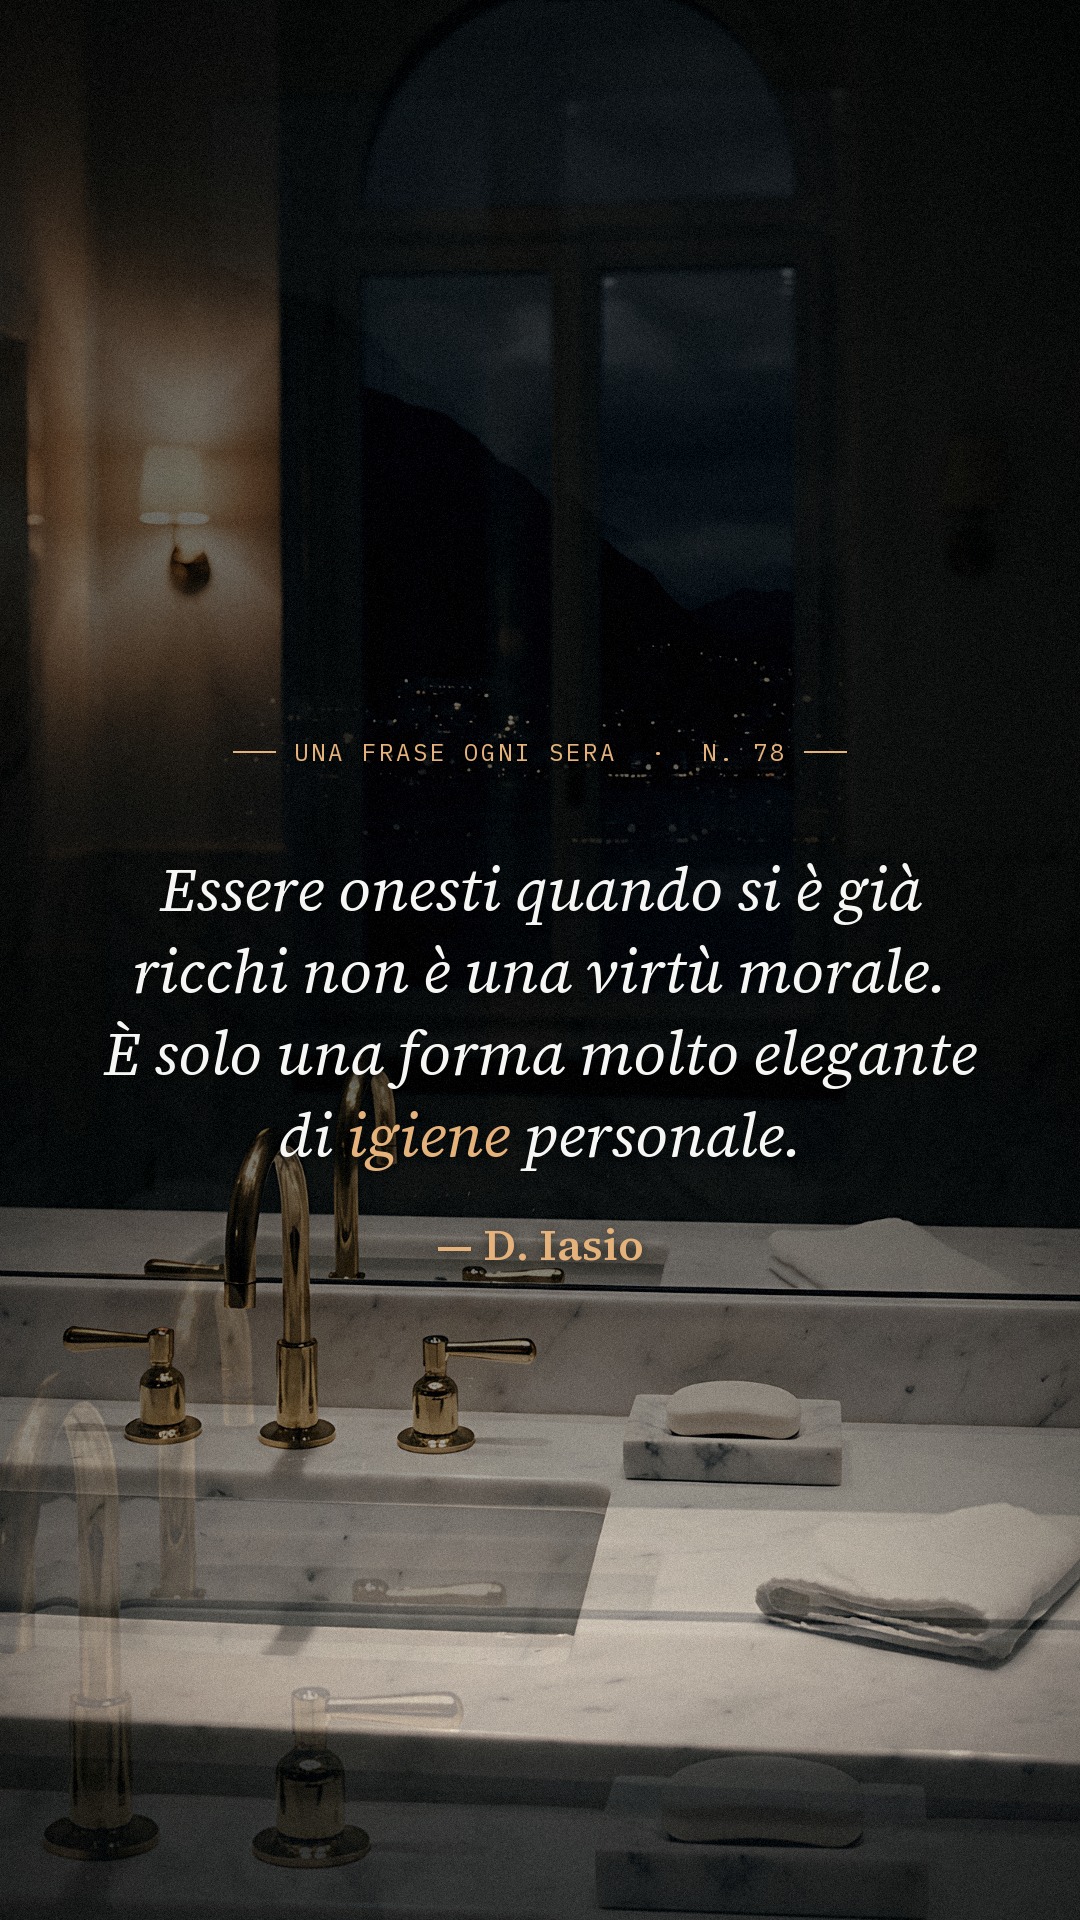 — UNA FRASE OGNI SERA · N. 78 —
Essere onesti quando si è già
ricchi non è una virtù morale.
È solo una forma molto elegante
di igiene personale.
— D. Iasio